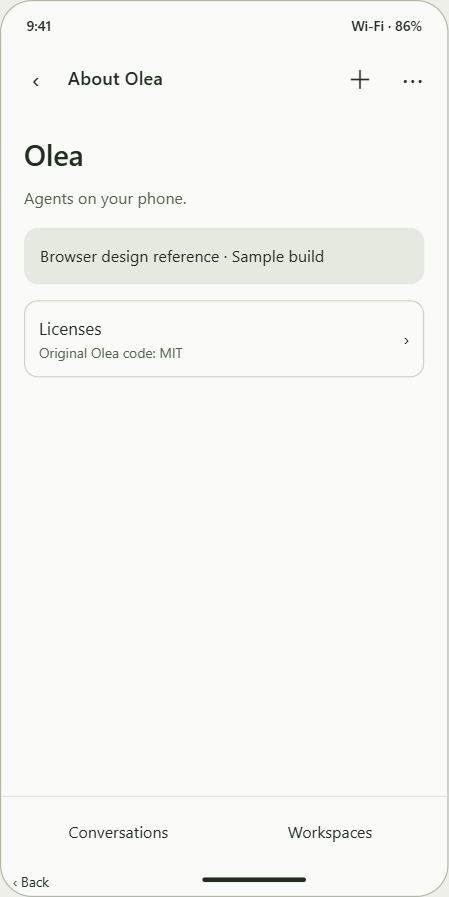 9:41 Wi-Fi · 86%
‹ About Olea + ...
Olea
Agents on your phone.
Browser design reference · Sample build
Licenses
Original Olea code: MIT
›
Conversations Workspaces
‹ Back